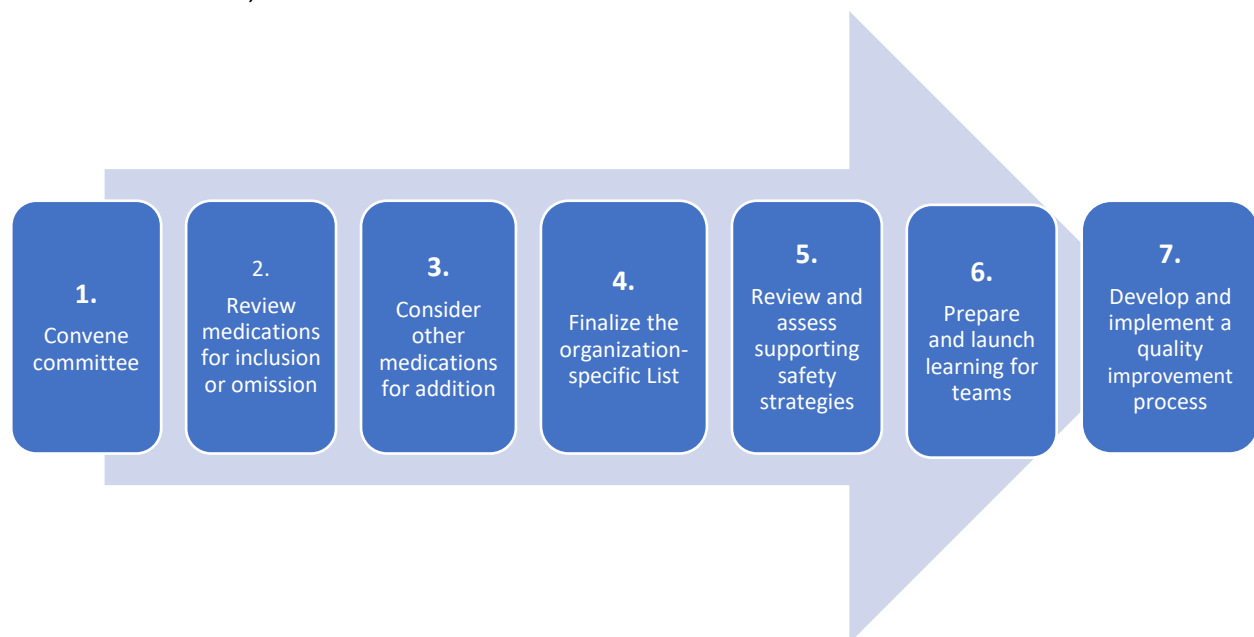 1.
Convene
committee
2.
Review
medications
for inclusion
or omission
3.
Consider
other
medications
for addition
4.
Finalize the
organization-
specific List
5.
Review and
assess
supporting
safety
strategies
6.
Prepare
and launch
learning for
teams
7.
Develop and
implement a
quality
improvement
process